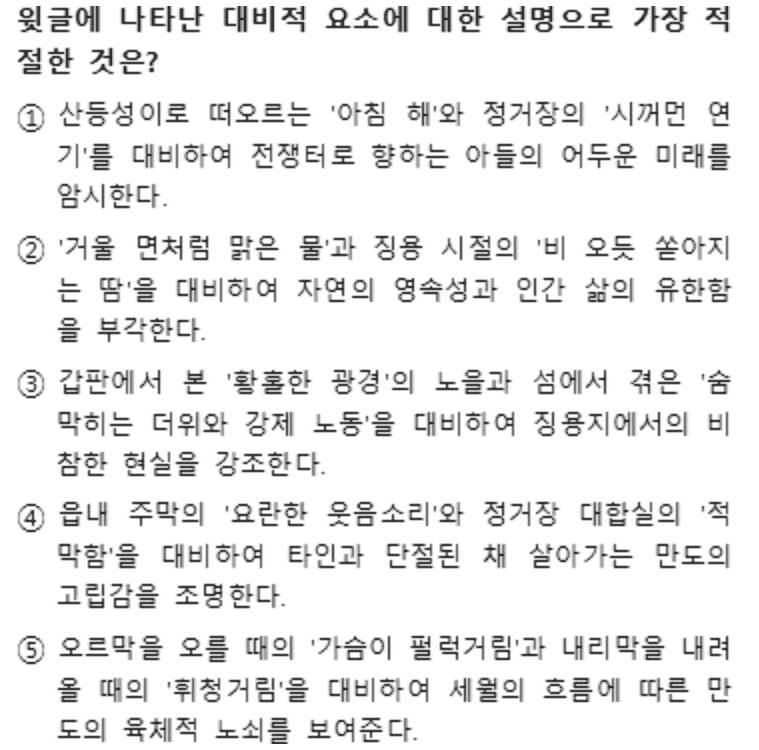 윗글에 나타난 대비적 요소에 대한 설명으로 가장 적
절한 것은?
① 산등성이로 떠오르는 '아침 해'와 정거장의 '시꺼먼 연
기'를 대비하여 전쟁터로 향하는 아들의 어두운 미래를
암시한다.
② '거울 면처럼 맑은 물'과 징용 시절의 '비 오듯 쏟아지
는 땀'을 대비하여 자연의 영속성과 인간 삶의 유한함
을 부각한다.
③ 갑판에서 본 '황홀한 광경'의 노을과 섬에서 겪은 '숨
막히는 더위와 강제 노동'을 대비하여 징용지에서의 비
참한 현실을 강조한다.
④ 읍내 주막의 '요란한 웃음소리'와 정거장 대합실의 '적
막함'을 대비하여 타인과 단절된 채 살아가는 만도의
고립감을 조명한다.
⑤ 오르막을 오를 때의 '가슴이 펄럭거림'과 내리막을 내려
올 때의 '휘청거림'을 대비하여 세월의 흐름에 따른 만
도의 육체적 노쇠를 보여준다.